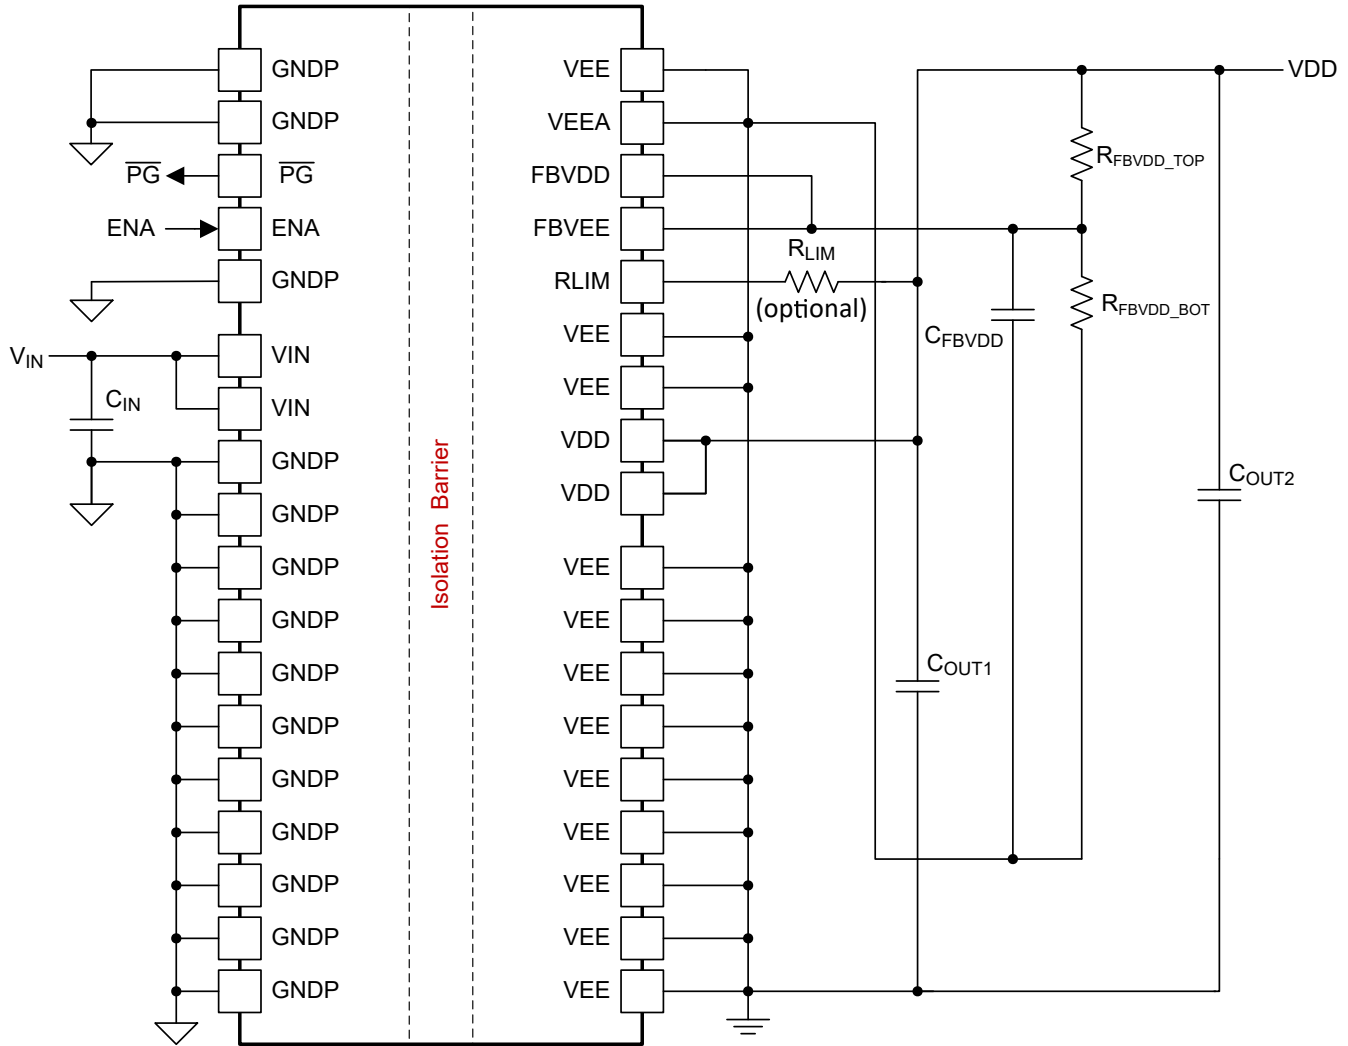 GNDP
GNDP
PG
PG
ENA
ENA
GNDP
VIN
VIN
CIN
VIN
GNDP
GNDP
GNDP
GNDP
GNDP
GNDP
GNDP
GNDP
GNDP
GNDP
GNDP
Isolation Barrier
VEE
VEEA
FBVDD
FBVEE
RLIM
VEE
VEE
VDD
VDD
VEE
VEE
VEE
VEE
VEE
VEE
VEE
VEE
VEE
RLIM
(optional)
VDD
RFBVDD_TOP
RFBVDD_BOT
CFBVDD
COUT1
COUT2